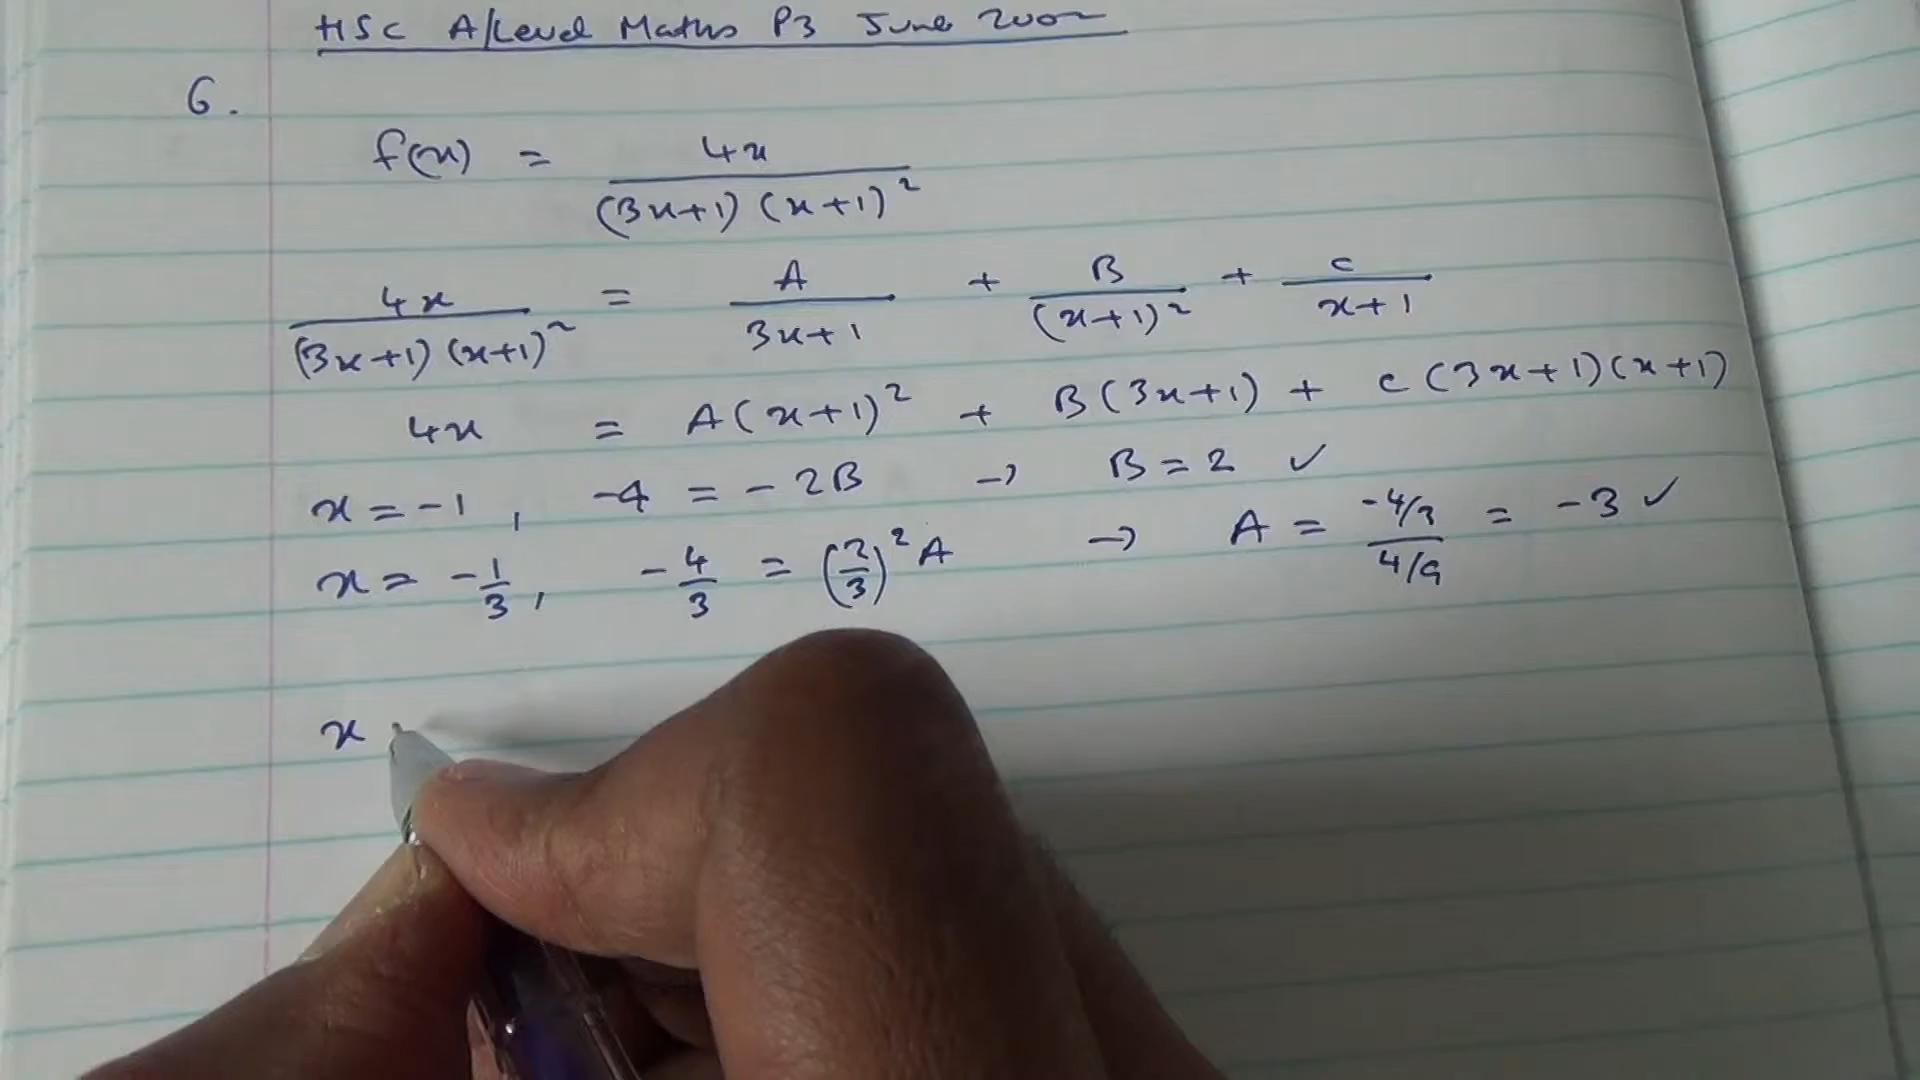 HSC A/Level Maths P3 June 2002
6.
f(x) = 4x / (3x+1)(x+1)²
4x / (3x+1)(x+1)² = A / 3x+1 + B / (x+1)² + C / x+1
4x = A(x+1)² + B(3x+1) + C(3x+1)(x+1)
x = -1, -4 = -2B → B = 2 ✓
x = -1/3, -4/3 = (2/3)² A → A = -4/3 / 4/9 = -3 ✓
x